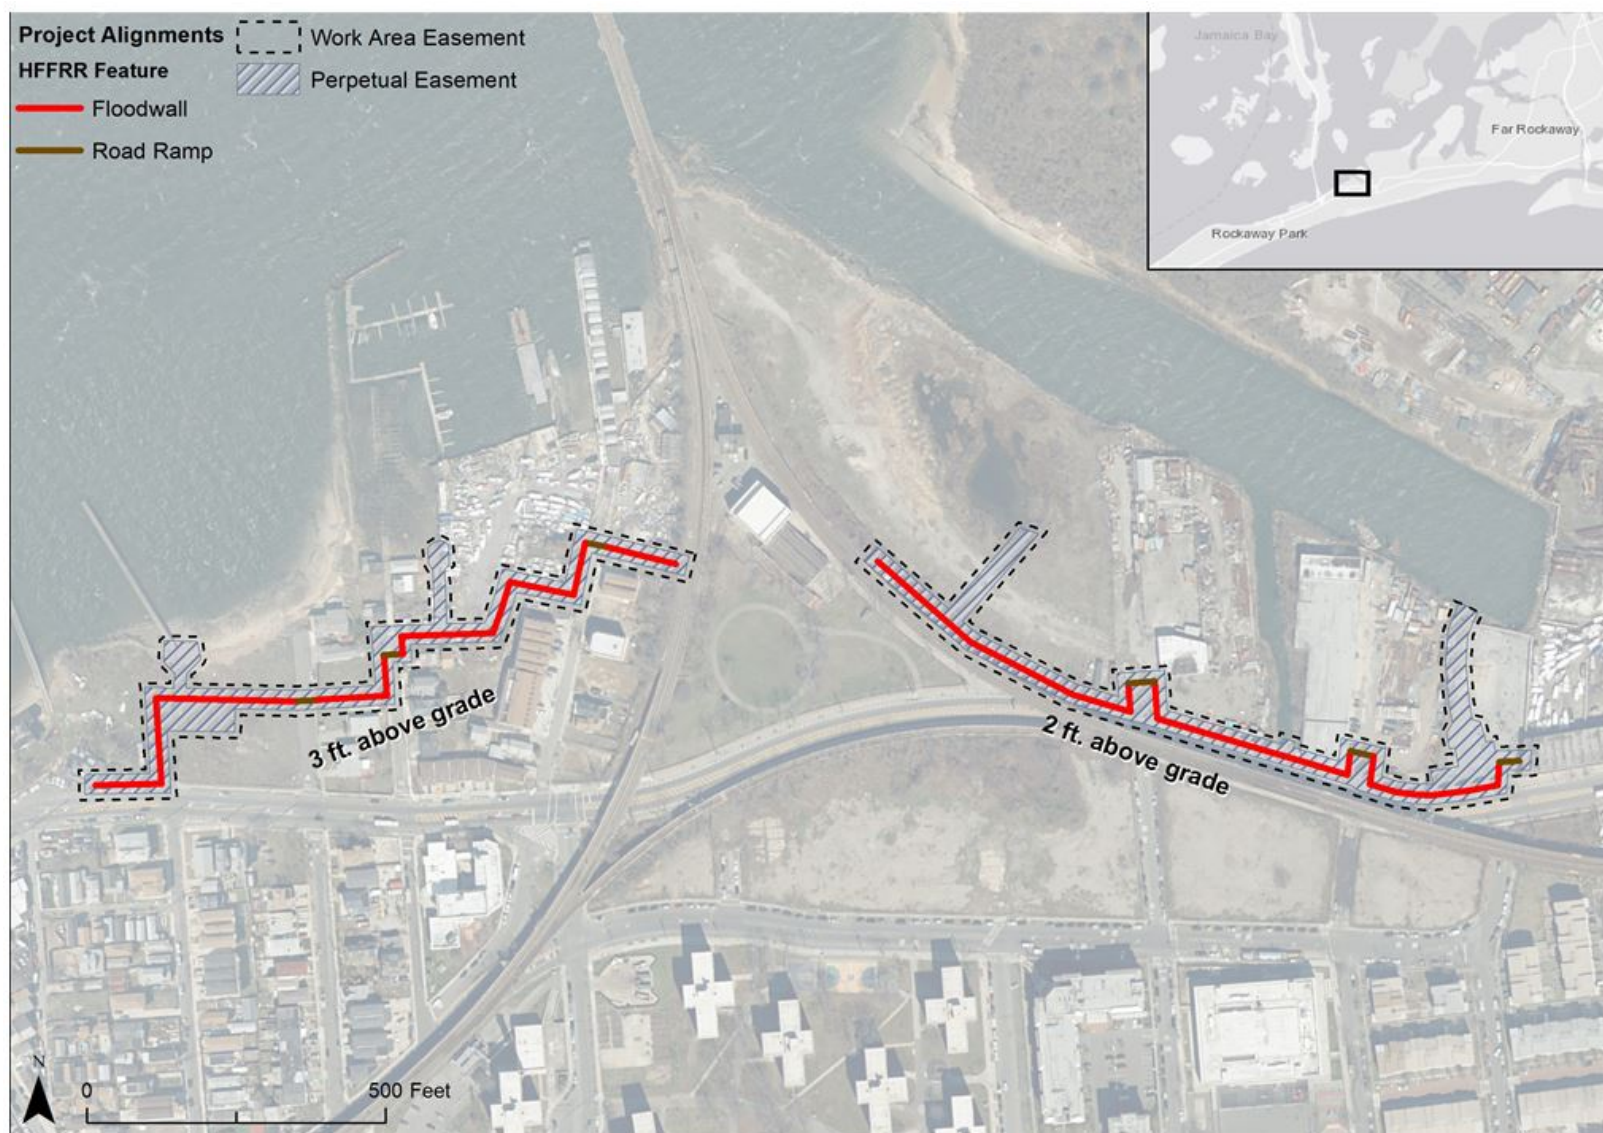 Project Alignments
HFFRR Feature
Floodwall
Road Ramp
Work Area Easement
Perpetual Easement
Jamaica Bay
Far Rockaway
Rockaway Park
3 ft. above grade
2 ft. above grade
N
0
500 Feet